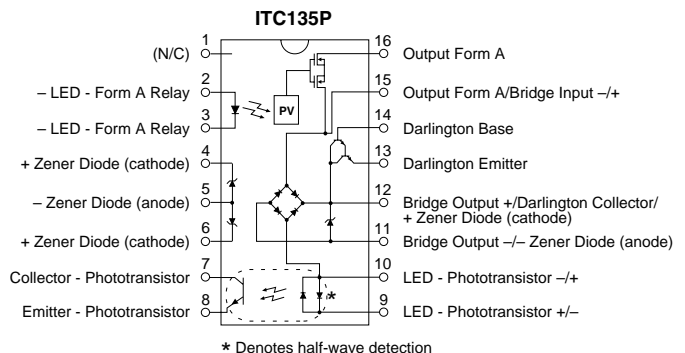 ITC135P
1
(N/C)
2
– LED - Form A Relay
3
– LED - Form A Relay
4
+ Zener Diode (cathode)
5
– Zener Diode (anode)
6
+ Zener Diode (cathode)
7
Collector - Phototransistor
8
Emitter - Phototransistor
PV
*
16
Output Form A
15
Output Form A/Bridge Input –/+
14
Darlington Base
13
Darlington Emitter
12
Bridge Output +/Darlington Collector/
+ Zener Diode (cathode)
11
Bridge Output –/– Zener Diode (anode)
10
LED - Phototransistor –/+
9
LED - Phototransistor +/–
* Denotes half-wave detection